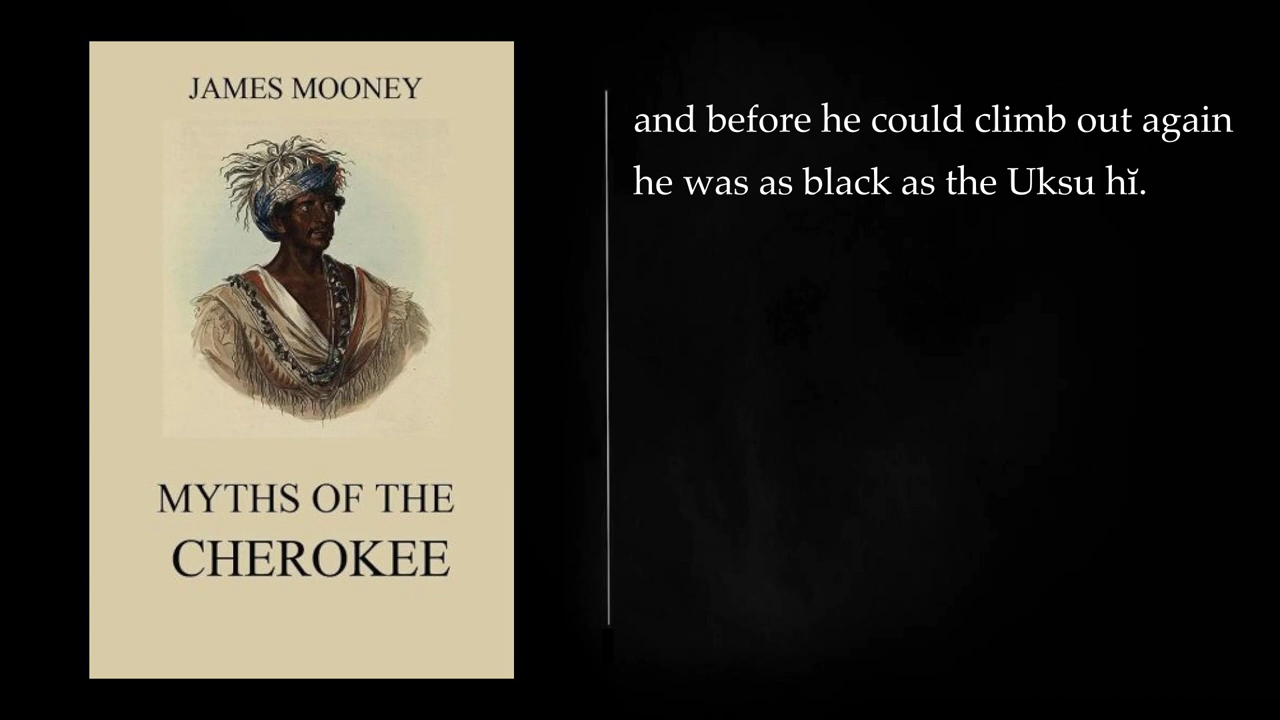 JAMES MOONEY
MYTHS OF THE
CHEROKEE
and before he could climb out again
he was as black as the Uksu hĭ.